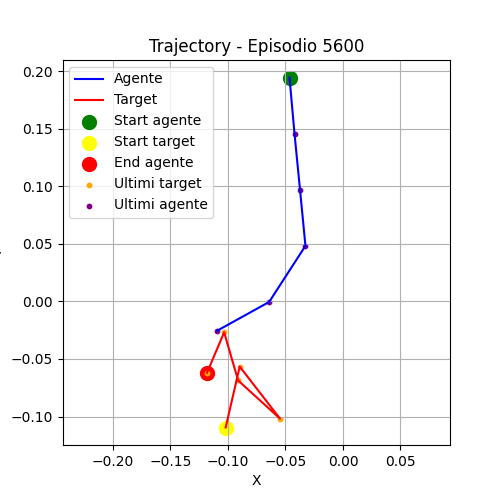 Trajectory - Episodio 5600
Agente
Target
Start agente
Start target
End agente
Ultimi target
Ultimi agente
0.20
0.15
0.10
0.05
0.00
−0.05
−0.10
−0.20
−0.15
−0.10
−0.05
0.00
0.05
X